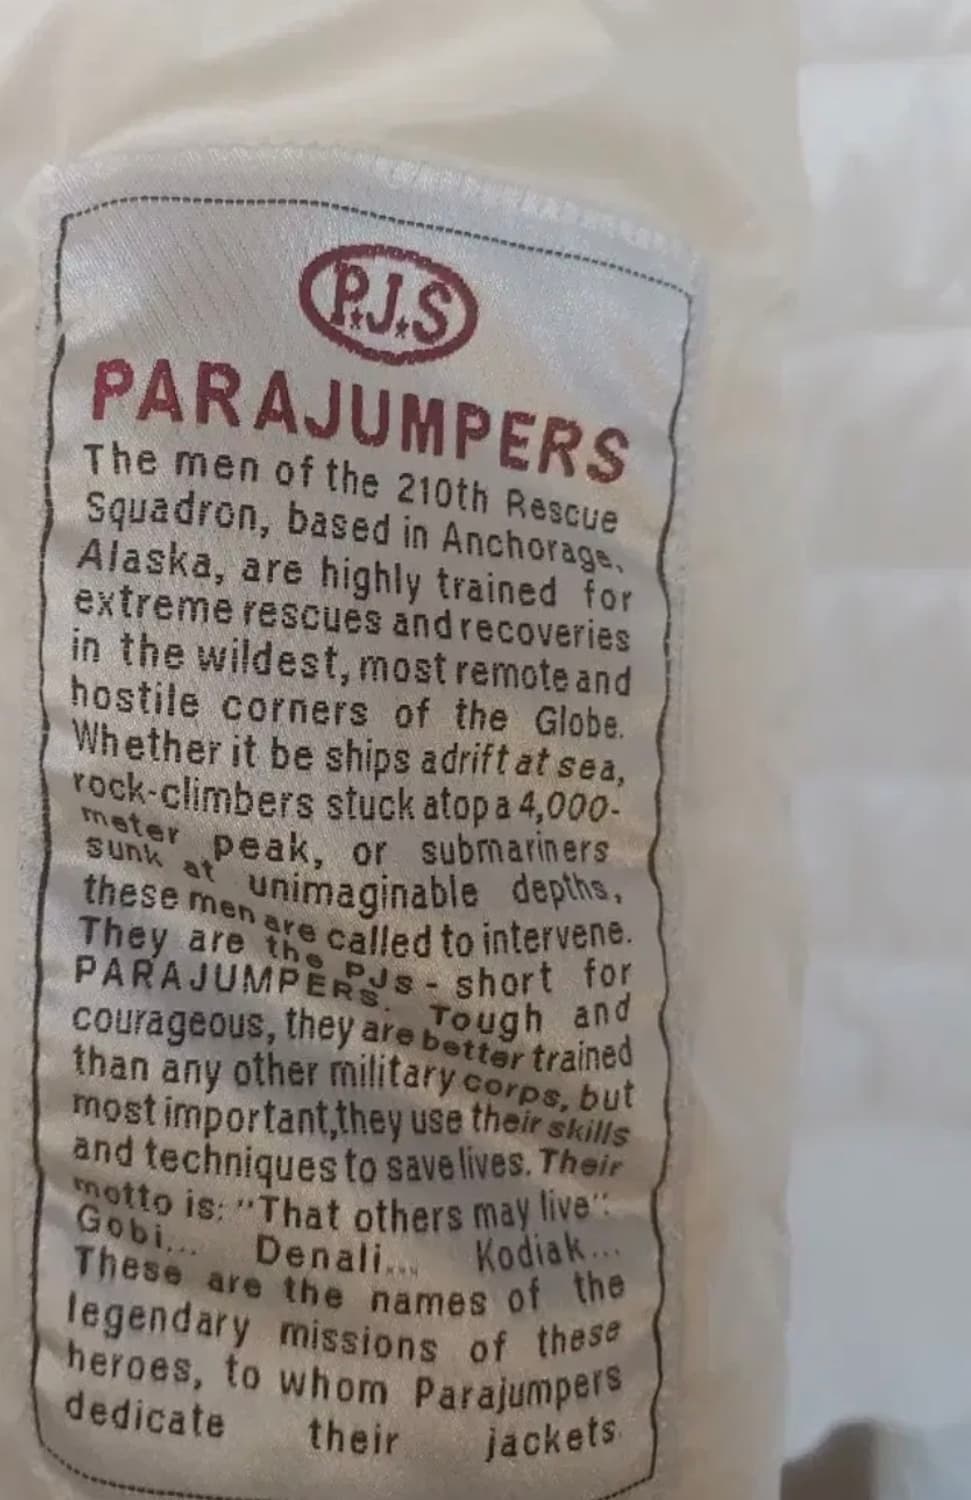 P.J.S
PARAJUMPERS
The men of the 210th Rescue
Squadron, based in Anchorage,
Alaska, are highly trained for
extreme rescues and recoveries
in the wildest, most remote and
hostile corners of the Globe.
Whether it be ships adrift at sea,
rock-climbers stuck atop a 4,000-
meter peak, or submariners
sunk at unimaginable depths,
these men are called to intervene.
They are the PJs - short for
PARAJUMPERS. Tough and
courageous, they are better trained
than any other military corps, but
most important,they use their skills
and techniques to save lives. Their
motto is: "That others may live".
Gobi... Denali... Kodiak...
These are the names of the
legendary missions of these
heroes, to whom Parajumpers
dedicate their jackets